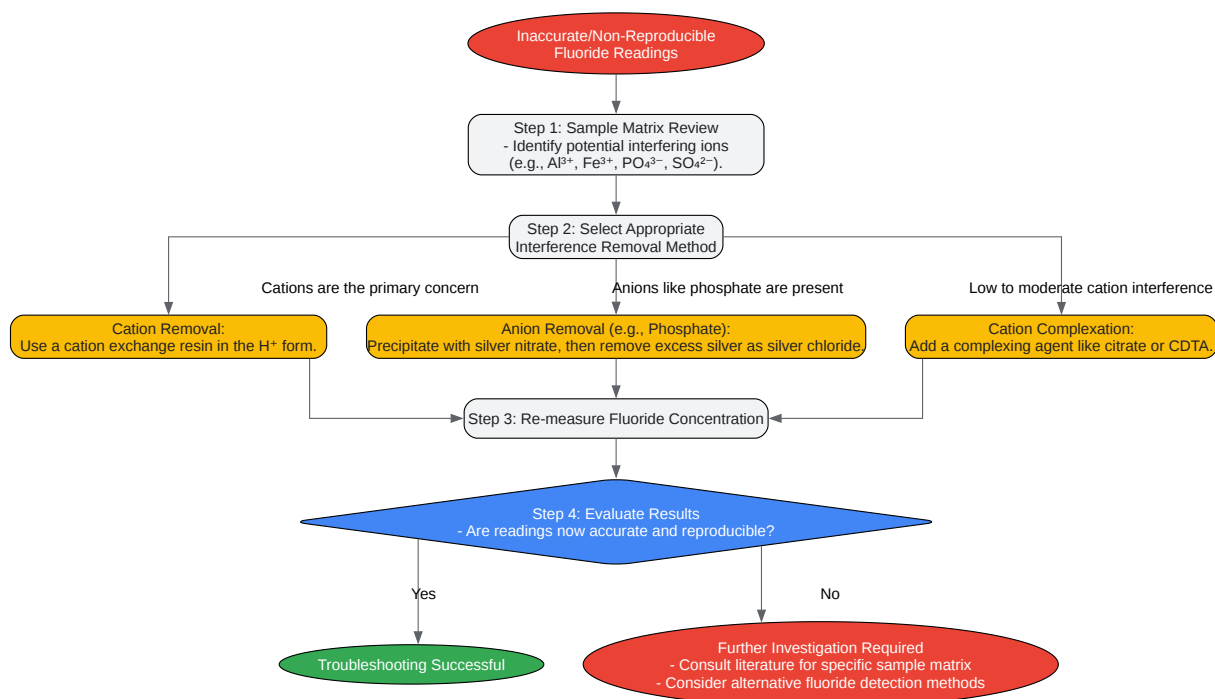 Inaccurate/Non-Reproducible
Fluoride Readings
Step 1: Sample Matrix Review
- Identify potential interfering ions
(e.g., Al³⁺, Fe³⁺, PO₄³⁻, SO₄²⁻).
Step 2: Select Appropriate
Interference Removal Method
Cations are the primary concern
Anions like phosphate are present
Low to moderate cation interference
Cation Removal:
Use a cation exchange resin in the H⁺ form.
Anion Removal (e.g., Phosphate):
Precipitate with silver nitrate, then remove excess silver as silver chloride.
Cation Complexation:
Add a complexing agent like citrate or CDTA.
Step 3: Re-measure Fluoride Concentration
Step 4: Evaluate Results
- Are readings now accurate and reproducible?
Yes
No
Troubleshooting Successful
Further Investigation Required
- Consult literature for specific sample matrix
- Consider alternative fluoride detection methods